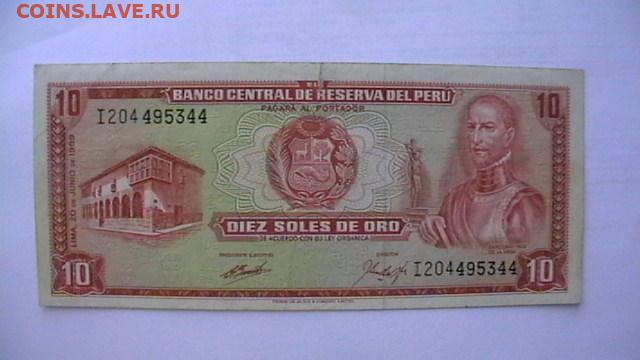 COINS.LAVE.РУ
10
BANCO CENTRAL DE RESERVA DEL PERU
10
PAGARA AL PORTADOR
I204495344
LIMA, 20 DE JUNIO DE 1969
DIEZ SOLES DE ORO
DE ACUERDO CON SU LEY ORGANICA
10
I204495344
10